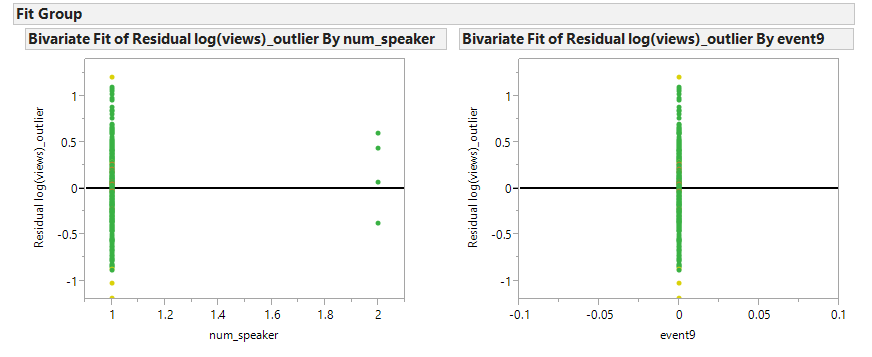 Fit Group
Bivariate Fit of Residual log(views)_outlier By num_speaker
Bivariate Fit of Residual log(views)_outlier By event9
Residual log(views)_outlier
1
0.5
0
-0.5
-1
1 1.2 1.4 1.6 1.8 2
num_speaker
Residual log(views)_outlier
1
0.5
0
-0.5
-1
-0.1 -0.05 0 0.05 0.1
event9